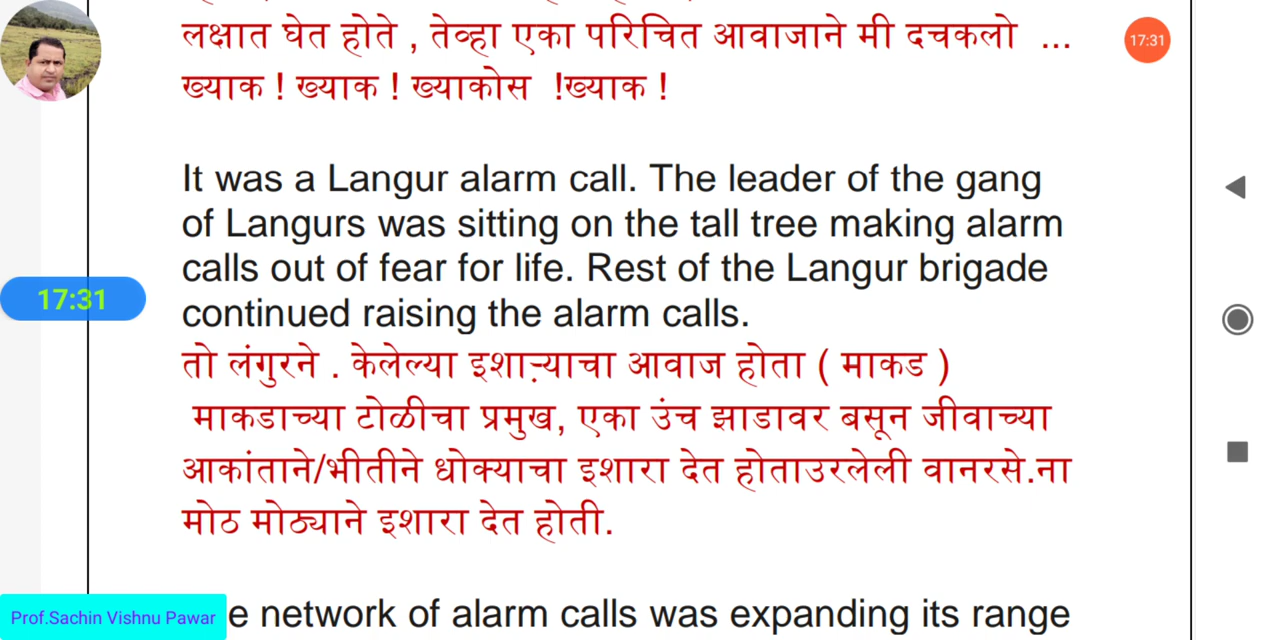 लक्षात घेत होते , तेव्हा एका परिचित आवाजाने मी दचकलो ...
17:31
ख्याक ! ख्याक ! ख्याकोस !ख्याक !
It was a Langur alarm call. The leader of the gang
of Langurs was sitting on the tall tree making alarm
calls out of fear for life. Rest of the Langur brigade
17:31
continued raising the alarm calls.
तो लंगुरने . केलेल्या इशाऱ्याचा आवाज होता ( माकड )
माकडाच्या टोळीचा प्रमुख, एका उंच झाडावर बसून जीवाच्या
आकांताने/भीतीने धोक्याचा इशारा देत होताउरलेली वानरसे.ना
मोठ मोठ्याने इशारा देत होती.
Prof.Sachin Vishnu Pawar
e network of alarm calls was expanding its range